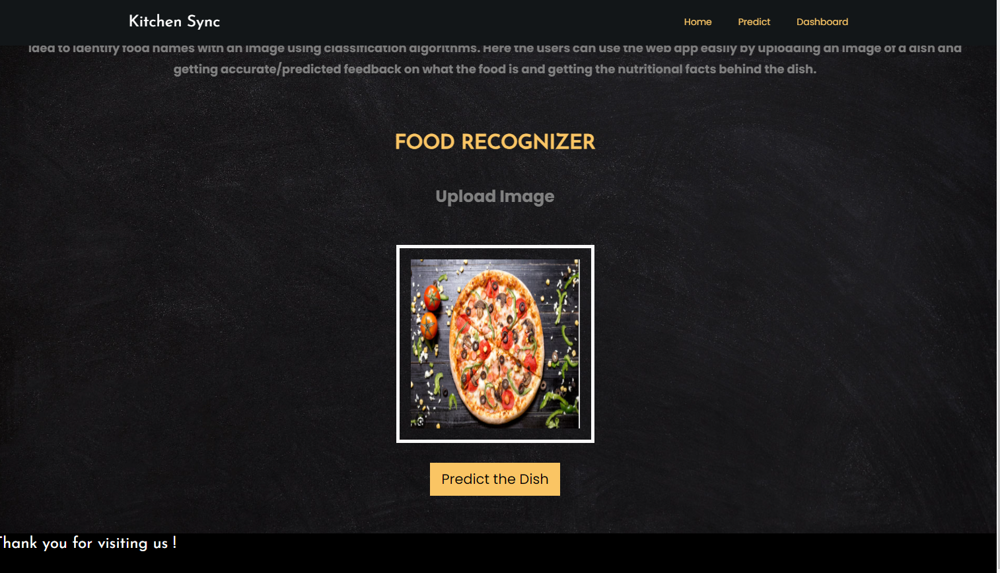 Kitchen Sync
Home Predict Dashboard
idea to identify food names with an image using classification algorithms. Here the users can use the web app easily by uploading an image of a dish and
getting accurate/predicted feedback on what the food is and getting the nutritional facts behind the dish.
FOOD RECOGNIZER
Upload Image
Predict the Dish
Thank you for visiting us !